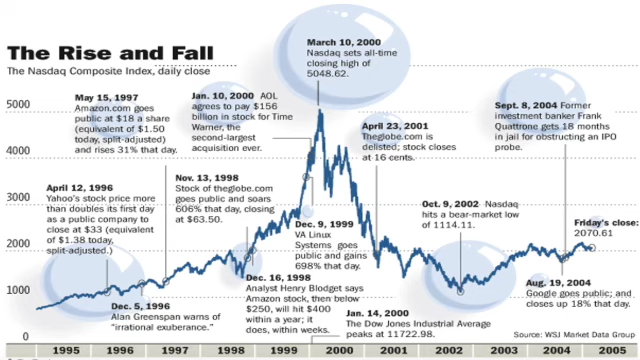 The Rise and Fall
The Nasdaq Composite Index, daily close
March 10, 2000
Nasdaq sets all-time
closing high of
5048.62.
May 15, 1997
Amazon.com goes
public at $18 a share
(equivalent of $1.50
today, split-adjusted)
and rises 31% that day.
Jan. 10, 2000 AOL
agrees to pay $156
billion in stock for Time
Warner, the
second-largest
acquisition ever.
April 23, 2001
Theglobe.com is
delisted; stock closes
at 16 cents.
Sept. 8, 2004 Former
investment banker Frank
Quattrone gets 18 months
in jail for obstructing an IPO
probe.
April 12, 1996
Yahoo's stock price more
than doubles its first day
as a public company to
close at $33 (equivalent
of $1.38 today,
split-adjusted.)
Nov. 13, 1998
Stock of theglobe.com
goes public and soars
606% that day, closing
at $63.50.
Oct. 9, 2002 Nasdaq
hits a bear-market low
of 1114.11.
Friday's close:
2070.61
Dec. 9, 1999
VA Linux
Systems goes
public and gains
698% that day.
Dec. 5, 1996
Alan Greenspan warns of
"irrational exuberance."
Dec. 16, 1998
Analyst Henry Blodget says
Amazon stock, then below
$250, will hit $400
within a year; it
does, within weeks.
Jan. 14, 2000
The Dow Jones Industrial Average
peaks at 11722.98.
Aug. 19, 2004
Google goes public; and
closes up 18% that day.
Source: WSJ Market Data Group
5000
4000
3000
2000
1000
0
1995 1996 1997 1998 1999 2000 2001 2002 2003 2004 2005